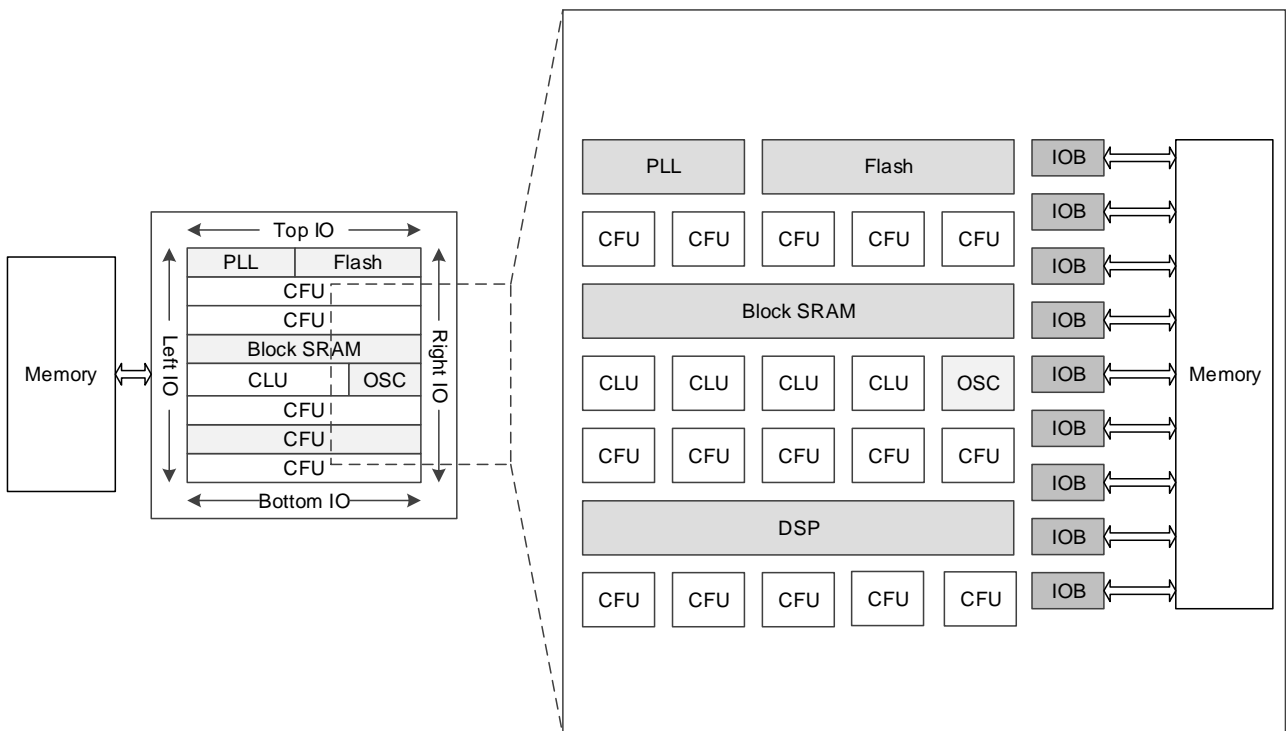 Memory
Top IO
Left IO
Right IO
PLL Flash
CFU
CFU
Block SRAM
CLU OSC
CFU
CFU
CFU
Bottom IO
PLL Flash IOB
IOB
CFU CFU CFU CFU CFU
IOB
Block SRAM IOB
CLU CLU CLU CLU OSC IOB Memory
CFU CFU CFU CFU CFU IOB
IOB
DSP IOB
CFU CFU CFU CFU CFU IOB